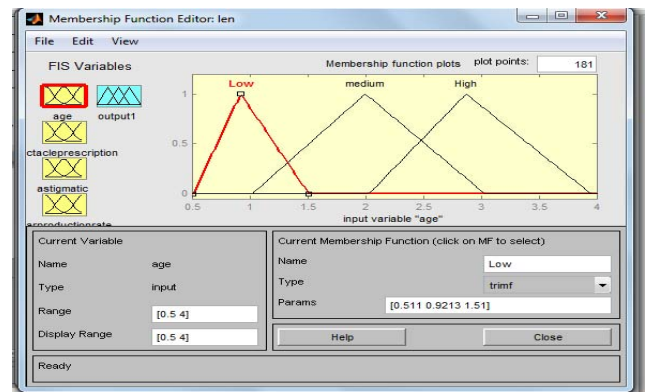 Membership Function Editor: len
File Edit View
FIS Variables
Membership function plots plot points: 181
age output1
ctacleprescription
astigmatic
arproductionrate
Low medium High
1
0.5
0
0.5 1 1.5 2 2.5 3 3.5 4
input variable "age"
Current Variable
Name age
Type input
Range [0.5 4]
Display Range [0.5 4]
Current Membership Function (click on MF to select)
Name Low
Type trimf
Params [0.511 0.9213 1.51]
Help Close
Ready